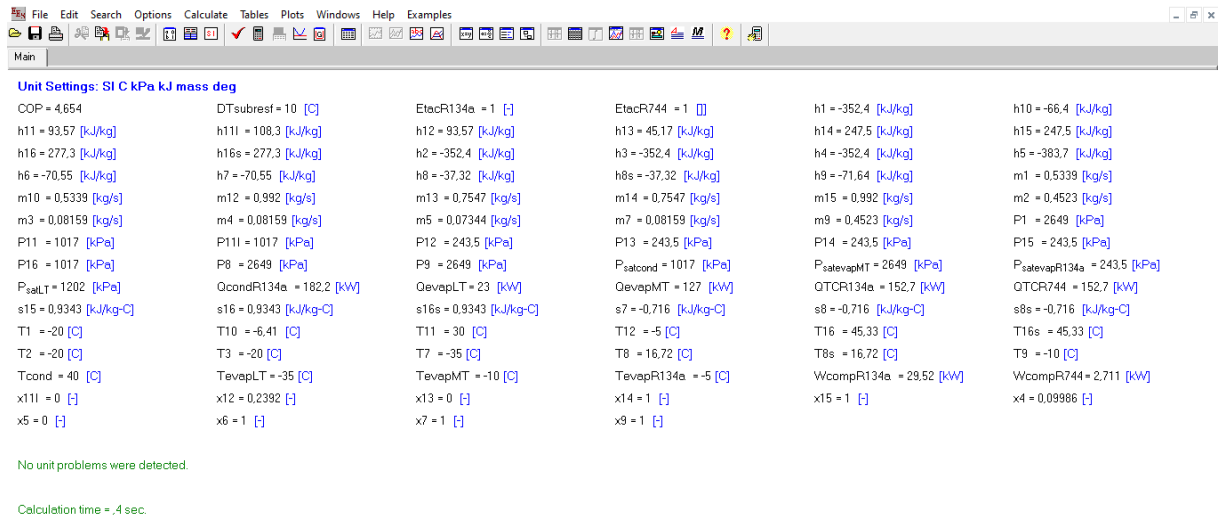 File Edit Search Options Calculate Tables Plots Windows Help Examples
Main
Unit Settings: SI C kPa kJ mass deg
COP = 4,654 DTsubresf = 10 [C] EtacR134a = 1 [-] EtacR744 = 1 [] h1 = -352,4 [kJ/kg] h10 = -66,4 [kJ/kg]
h11 = 93,57 [kJ/kg] h11l = 108,3 [kJ/kg] h12 = 93,57 [kJ/kg] h13 = 45,17 [kJ/kg] h14 = 247,5 [kJ/kg] h15 = 247,5 [kJ/kg]
h16 = 277,3 [kJ/kg] h16s = 277,3 [kJ/kg] h2 = -352,4 [kJ/kg] h3 = -352,4 [kJ/kg] h4 = -352,4 [kJ/kg] h5 = -383,7 [kJ/kg]
h6 = -70,55 [kJ/kg] h7 = -70,55 [kJ/kg] h8 = -37,32 [kJ/kg] h8s = -37,32 [kJ/kg] h9 = -71,64 [kJ/kg] m1 = 0,5339 [kg/s]
m10 = 0,5339 [kg/s] m12 = 0,992 [kg/s] m13 = 0,7547 [kg/s] m14 = 0,7547 [kg/s] m15 = 0,992 [kg/s] m2 = 0,4523 [kg/s]
m3 = 0,08159 [kg/s] m4 = 0,08159 [kg/s] m5 = 0,07344 [kg/s] m7 = 0,08159 [kg/s] m9 = 0,4523 [kg/s] P1 = 2649 [kPa]
P11 = 1017 [kPa] P11l = 1017 [kPa] P12 = 243,5 [kPa] P13 = 243,5 [kPa] P14 = 243,5 [kPa] P15 = 243,5 [kPa]
P16 = 1017 [kPa] P8 = 2649 [kPa] P9 = 2649 [kPa] Psatcond = 1017 [kPa] PsatevapMT = 2649 [kPa] PsatevapR134a = 243,5 [kPa]
PsatLT = 1202 [kPa] QcondR134a = 182,2 [kW] QevapLT = 23 [kW] QevapMT = 127 [kW] QTCR134a = 152,7 [kW] QTCR744 = 152,7 [kW]
s15 = 0,9343 [kJ/kg-C] s16 = 0,9343 [kJ/kg-C] s16s = 0,9343 [kJ/kg-C] s7 = -0,716 [kJ/kg-C] s8 = -0,716 [kJ/kg-C] s8s = -0,716 [kJ/kg-C]
T1 = -20 [C] T10 = -6,41 [C] T11 = 30 [C] T12 = -5 [C] T16 = 45,33 [C] T16s = 45,33 [C]
T2 = -20 [C] T3 = -20 [C] T7 = -35 [C] T8 = 16,72 [C] T8s = 16,72 [C] T9 = -10 [C]
Tcond = 40 [C] TevapLT = -35 [C] TevapMT = -10 [C] TevapR134a = -5 [C] WcompR134a = 29,52 [kW] WcompR744 = 2,711 [kW]
x11l = 0 [-] x12 = 0,2392 [-] x13 = 0 [-] x14 = 1 [-] x15 = 1 [-] x4 = 0,09986 [-]
x5 = 0 [-] x6 = 1 [-] x7 = 1 [-] x9 = 1 [-]
No unit problems were detected.
Calculation time = ,4 sec.